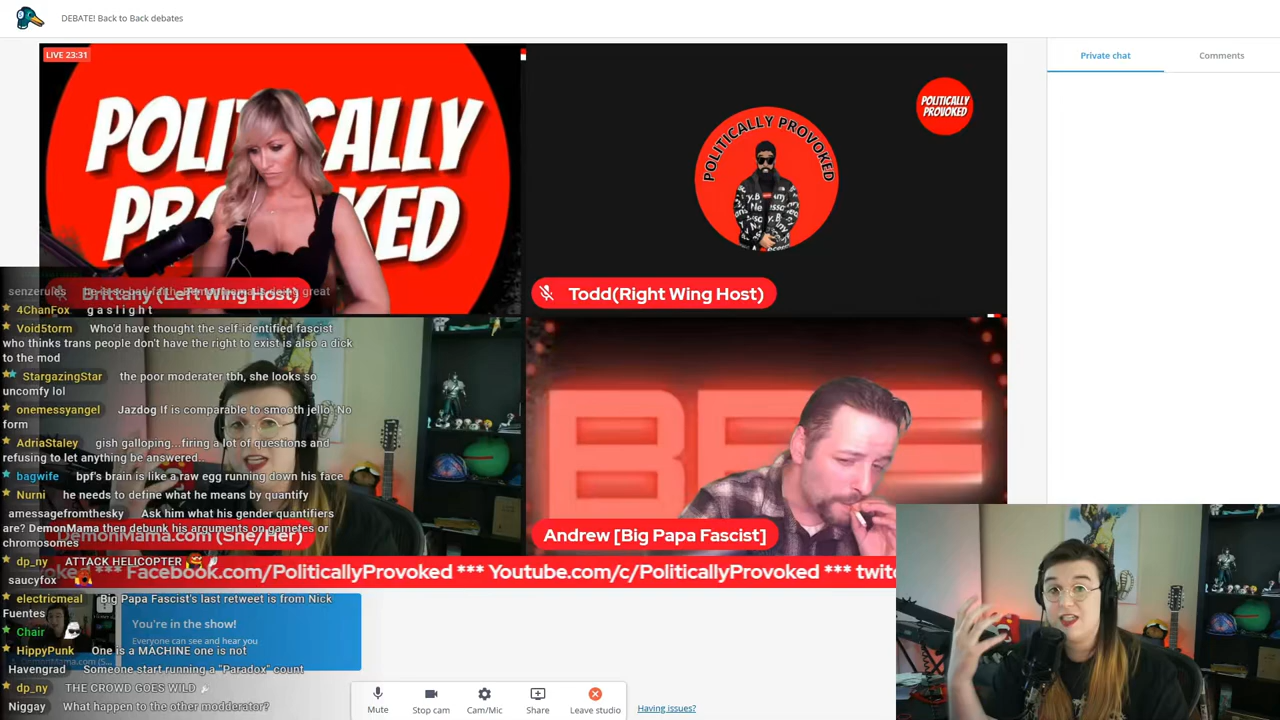 DEBATE! Back to Back debates
Private chat
Comments
LIVE 23:31
POLITICALLY
PROVOKED
POLITICALLY PROVOKED
POLITICALLY
PROVOKED
Brittany (Left Wing Host)
Todd(Right Wing Host)
senzerules
great
4ChanFox g a s l i g h t
Void5torm Who'd have thought the self identified fascist
who thinks trans people don't have the right to exist is also a dick
to the mod
StargazingStar the poor moderater tbh, she looks so
uncomfy lol
onemessyangel Jazdog If is comparable to smooth jello 'No
form
AdriaStaley gish galloping...firing a lot of questions and
refusing to let anything be answered..
bagwife bpf's brain is like a raw egg running down his face
Nurni he needs to define what he means by quantify
amessagefromthesky Ask him what his gender quantifiers
are? DemonMama then debunk his arguments on gametes or
chromosomes
DemonMama.com (She/Her)
Andrew [Big Papa Fascist]
dp_ny ATTACK HELICOPTER
*** Facebook.com/PoliticallyProvoked *** Youtube.com/c/PoliticallyProvoked *** twitc
saucyfox
electricmeal Big Papa Fascist's last retweet is from Nick
Fuentes
You're in the show!
Chair
Everyone can see and hear you
HippyPunk One is a MACHINE one is not
Havengrad Someone start running a "Paradox" count
dp_ny THE CROWD GOES WILD
Niggay What happen to the other modderator?
Mute
Stop cam
Cam/Mic
Share
Leave studio
Having issues?